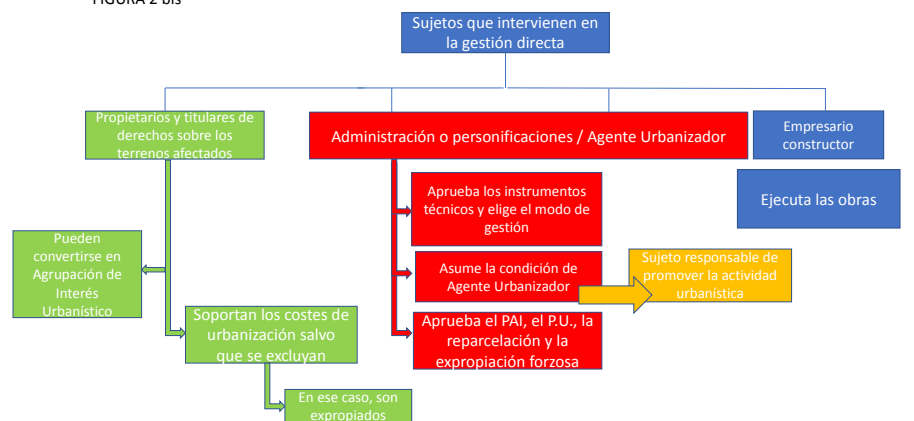 FIGURA 2 bis
Sujetos que intervienen en
la gestión directa
Propietarios y titulares de
derechos sobre los
terrenos afectados
Administración o personificaciones / Agente Urbanizador
Empresario
constructor
Aprueba los instrumentos
técnicos y elige el modo de
gestión
Ejecuta las obras
Pueden
convertirse en
Agrupación de
Interés
Urbanístico
Asume la condición de
Agente Urbanizador
Sujeto responsable de
promover la actividad
urbanística
Soportan los costes de
urbanización salvo
que se excluyan
Aprueba el PAI, el P.U., la
reparcelación y la
expropiación forzosa
En ese caso, son
expropiados